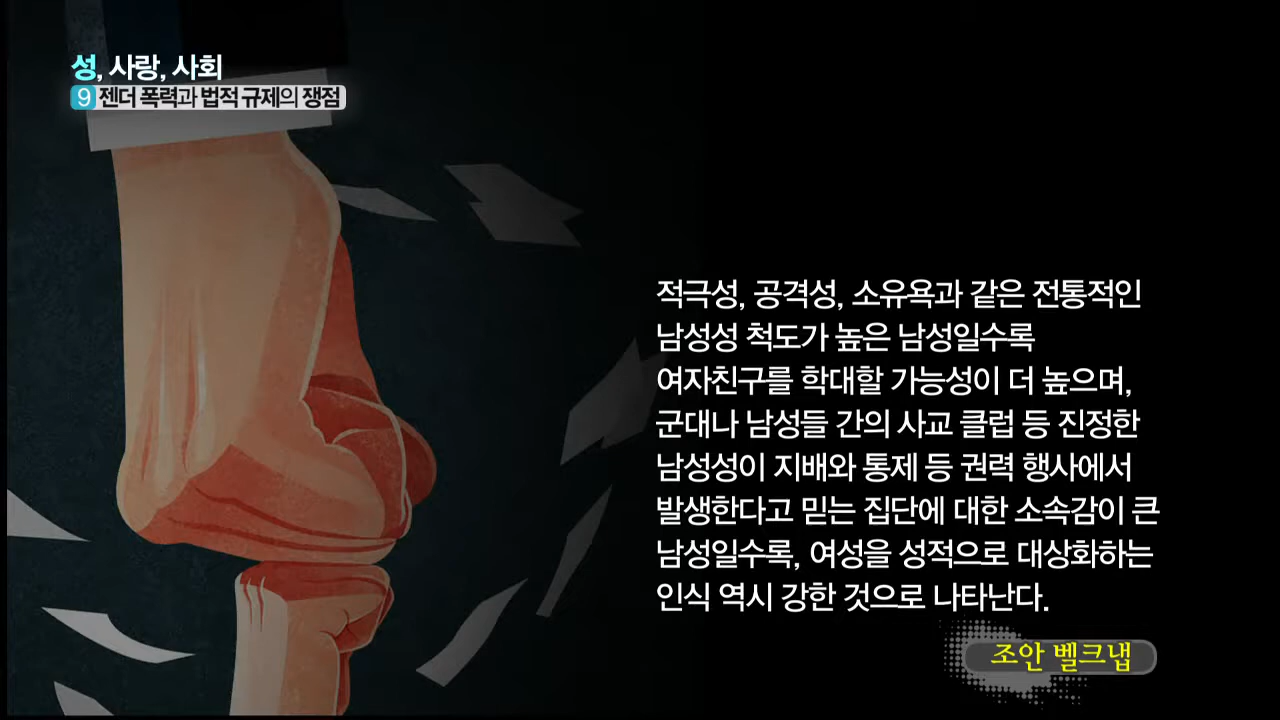 성, 사랑, 사회
9 젠더 폭력과 법적 규제의 쟁점
적극성, 공격성, 소유욕과 같은 전통적인
남성성 척도가 높은 남성일수록
여자친구를 학대할 가능성이 더 높으며,
군대나 남성들 간의 사교 클럽 등 진정한
남성성이 지배와 통제 등 권력 행사에서
발생한다고 믿는 집단에 대한 소속감이 큰
남성일수록, 여성을 성적으로 대상화하는
인식 역시 강한 것으로 나타난다.
조안 벨크냅